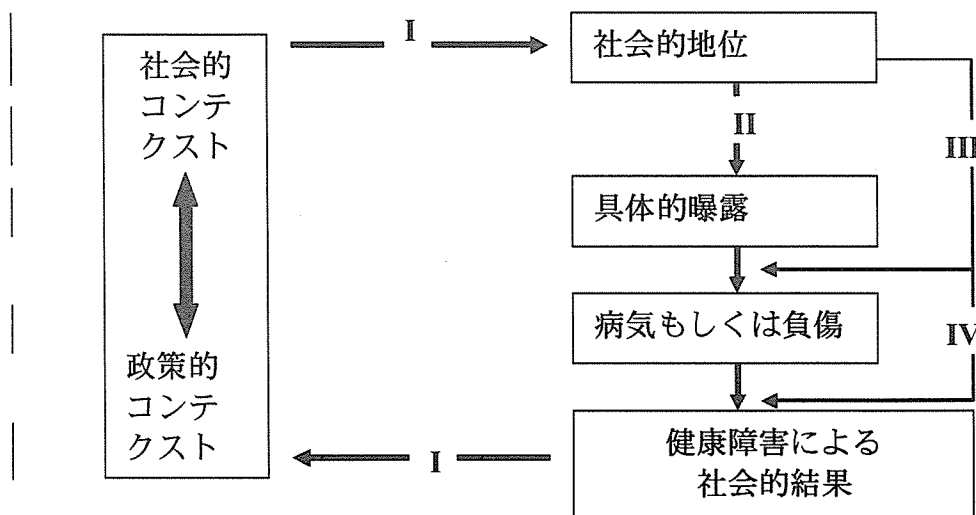 社会的
コンテ
クスト
政策的
コンテ
クスト
I
社会的地位
II
III
具体的曝露
病気もしくは負傷
IV
健康障害による
社会的結果
I